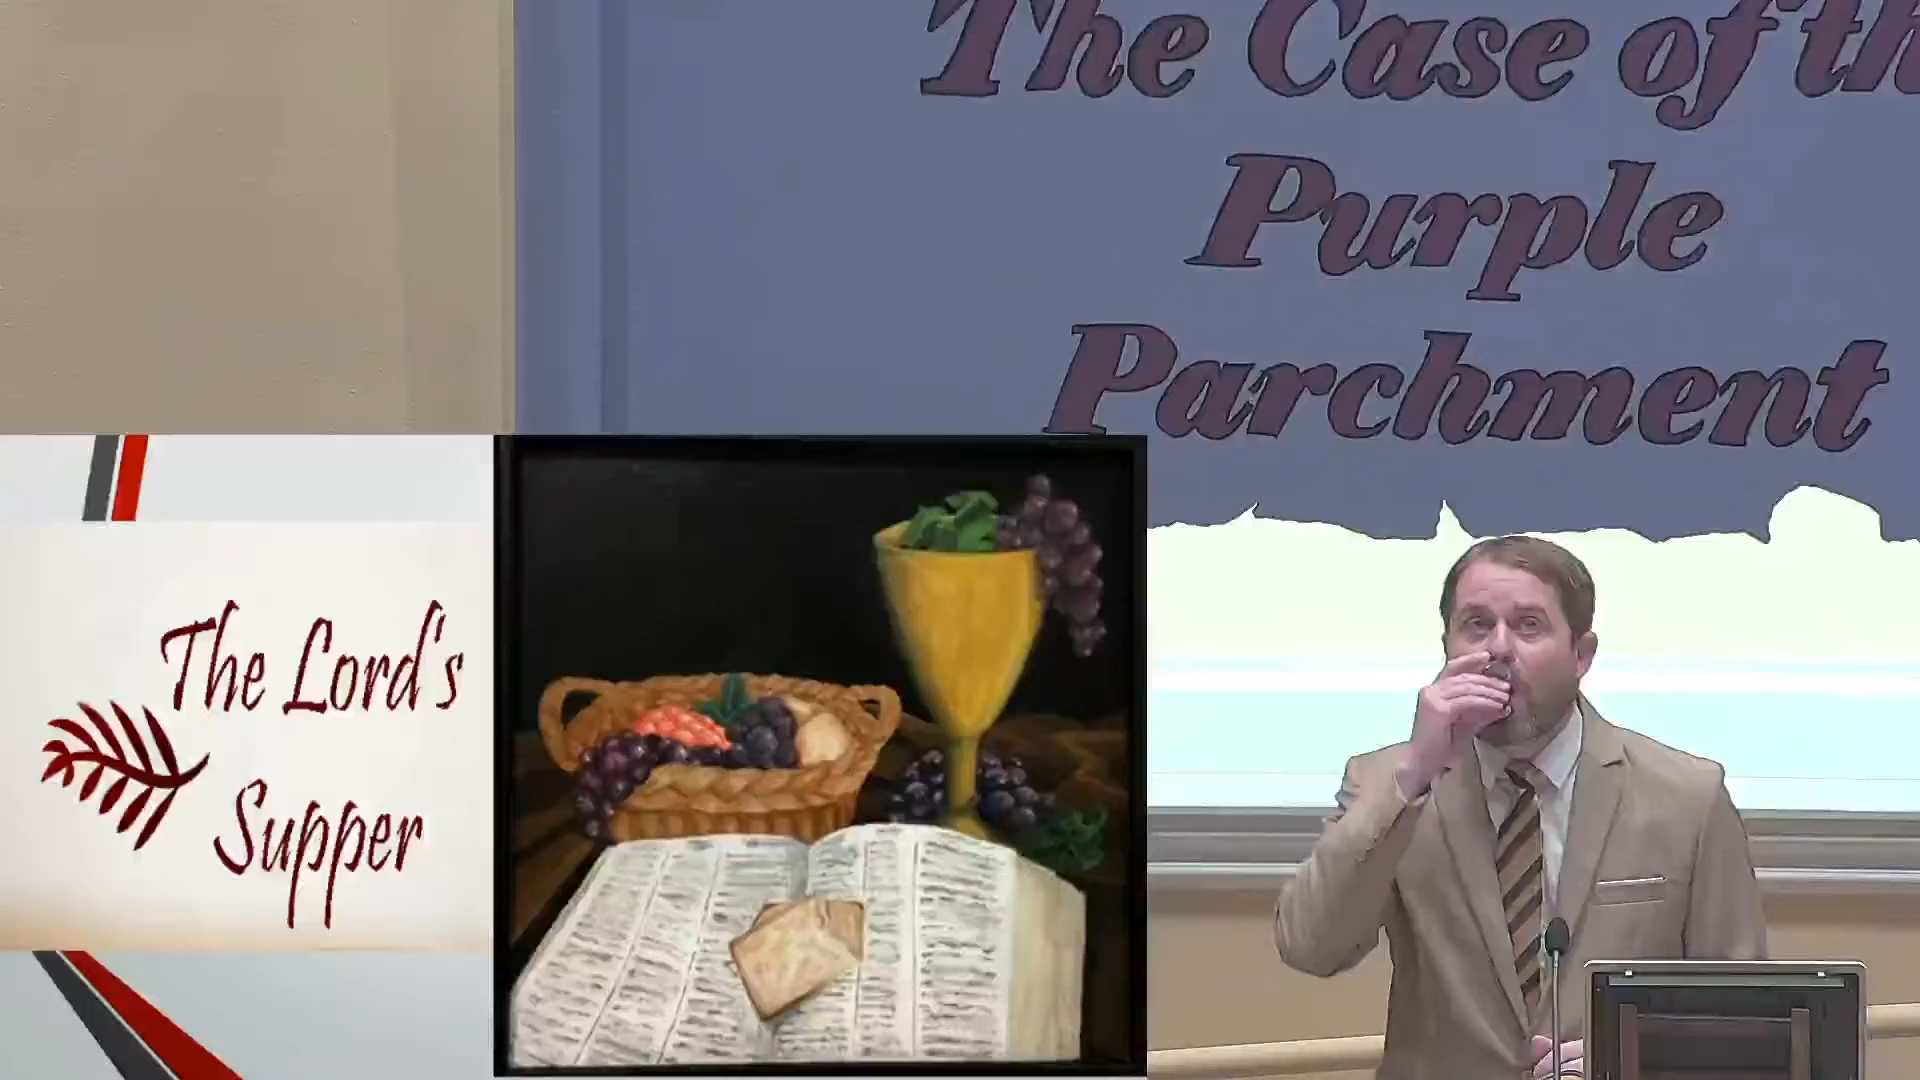 The Case of th
Purple
Parchment
The Lord's
Supper